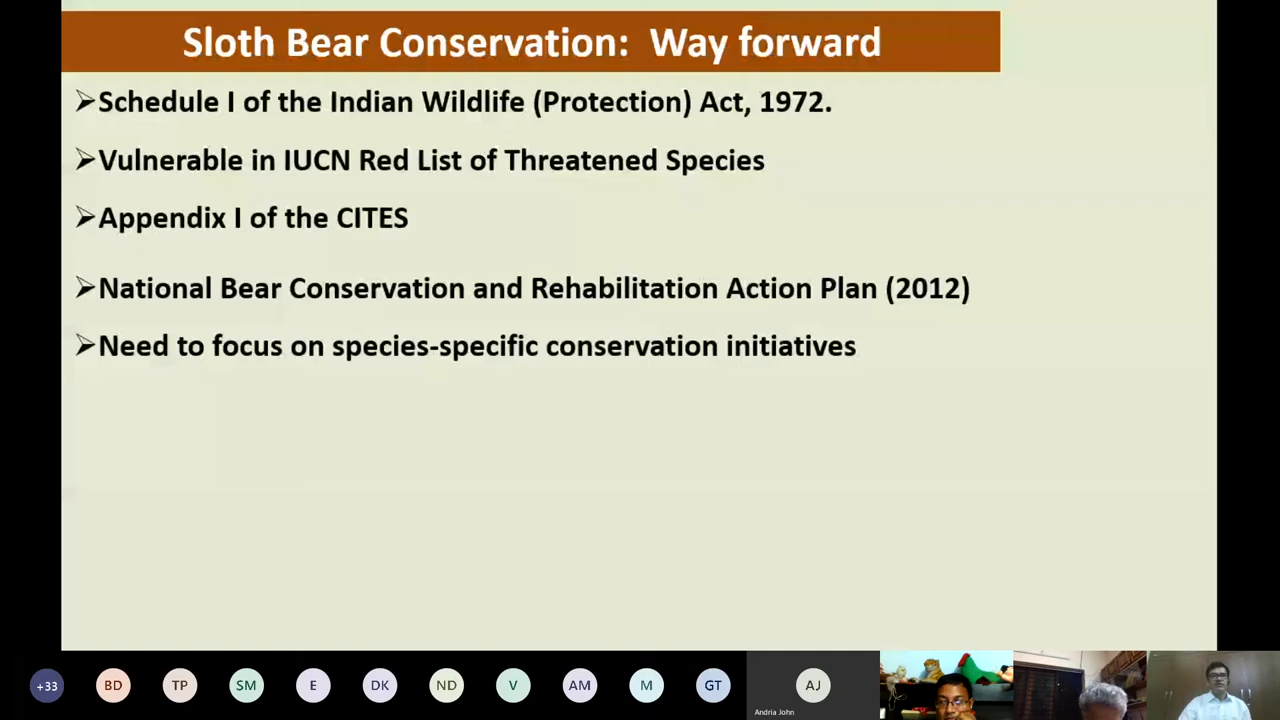 Sloth Bear Conservation: Way forward
➢Schedule I of the Indian Wildlife (Protection) Act, 1972.
➢Vulnerable in IUCN Red List of Threatened Species
➢Appendix I of the CITES
➢National Bear Conservation and Rehabilitation Action Plan (2012)
➢Need to focus on species-specific conservation initiatives
+33 BD TP SM E DK ND V AM M GT AJ
Andria John